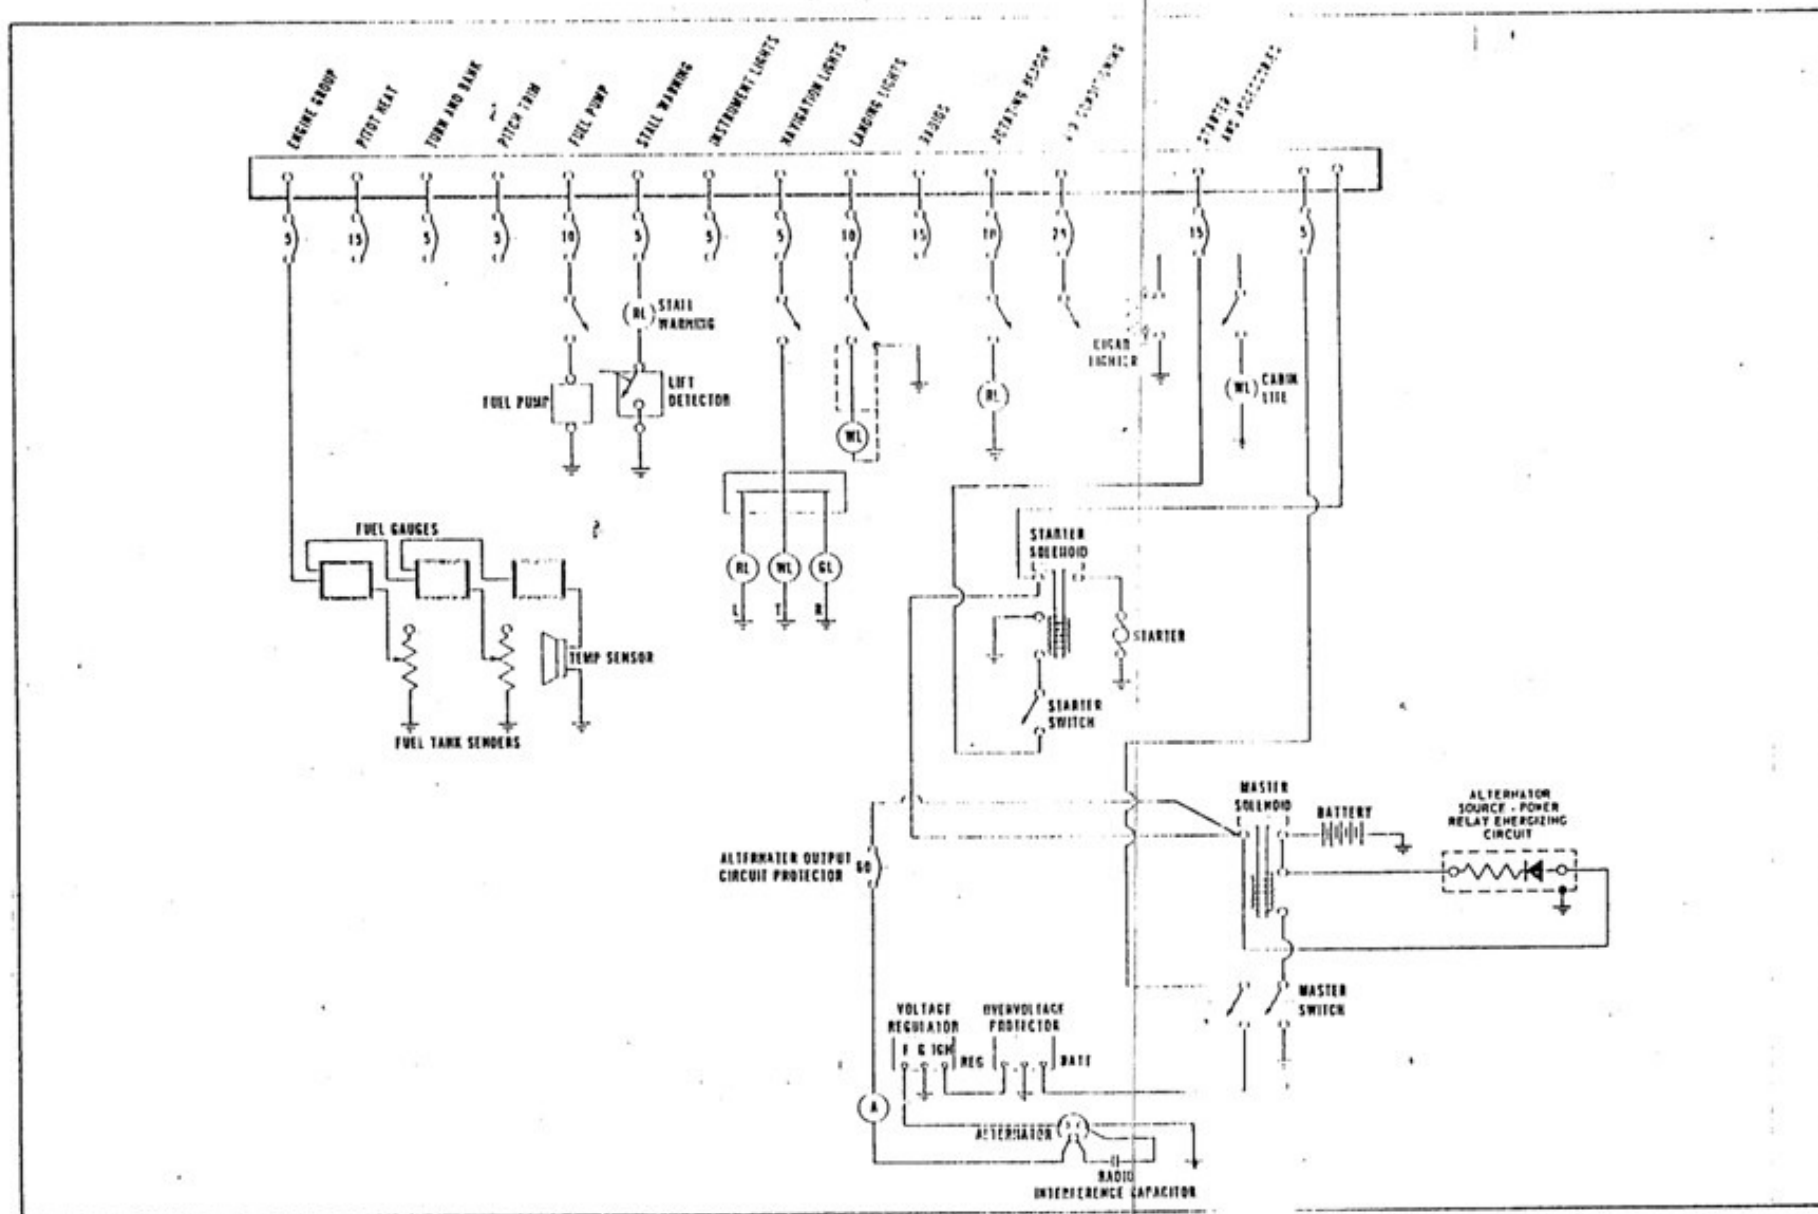 ENGINE GROUP
PITOT HEAT
TURN AND BANK
PITCH TRIM
FUEL PUMP
STALL WARNING
INSTRUMENT LIGHTS
NAVIGATION LIGHTS
LANDING LIGHTS
RADIOS
ROTATING BEACON
CONDITIONING
STARTER
AND ACCESSORIES
5
15
5
5
10
5
5
5
10
15
10
15
5
RL
STALL
WARNING
FUEL PUMP
LIFT
DETECTOR
WL
RL
CIGAR
LIGHTER
WL
CABIN
LITE
FUEL GAUGES
RL
WL
GL
L
T
R
TEMP SENSOR
FUEL TANK SENDERS
STARTER
SOLENOID
STARTER
STARTER
SWITCH
MASTER
SOLENOID
BATTERY
ALTERNATOR
SOURCE - POWER
RELAY ENERGIZING
CIRCUIT
ALTERNATER OUTPUT
CIRCUIT PROTECTOR
60
MASTER
SWITCH
VOLTAGE
REGULATOR
F G IGN
REG
OVERVOLTAGE
PROTECTOR
BATT
A
ALTERNATOR
RADIO
INTERFERENCE CAPACITOR